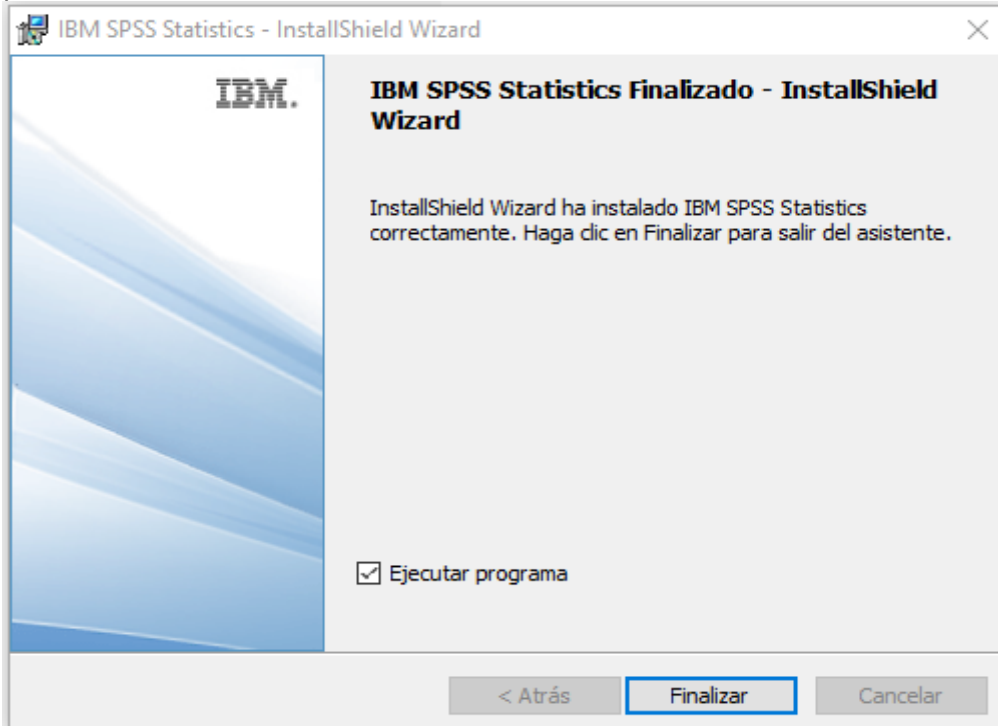 IBM SPSS Statistics - InstallShield Wizard
IBM.
IBM SPSS Statistics Finalizado - InstallShield
Wizard
InstallShield Wizard ha instalado IBM SPSS Statistics
correctamente. Haga clic en Finalizar para salir del asistente.
Ejecutar programa
< Atrás
Finalizar
Cancelar